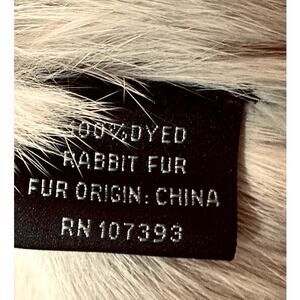 100% DYED
RABBIT FUR
FUR ORIGIN: CHINA
RN 107393